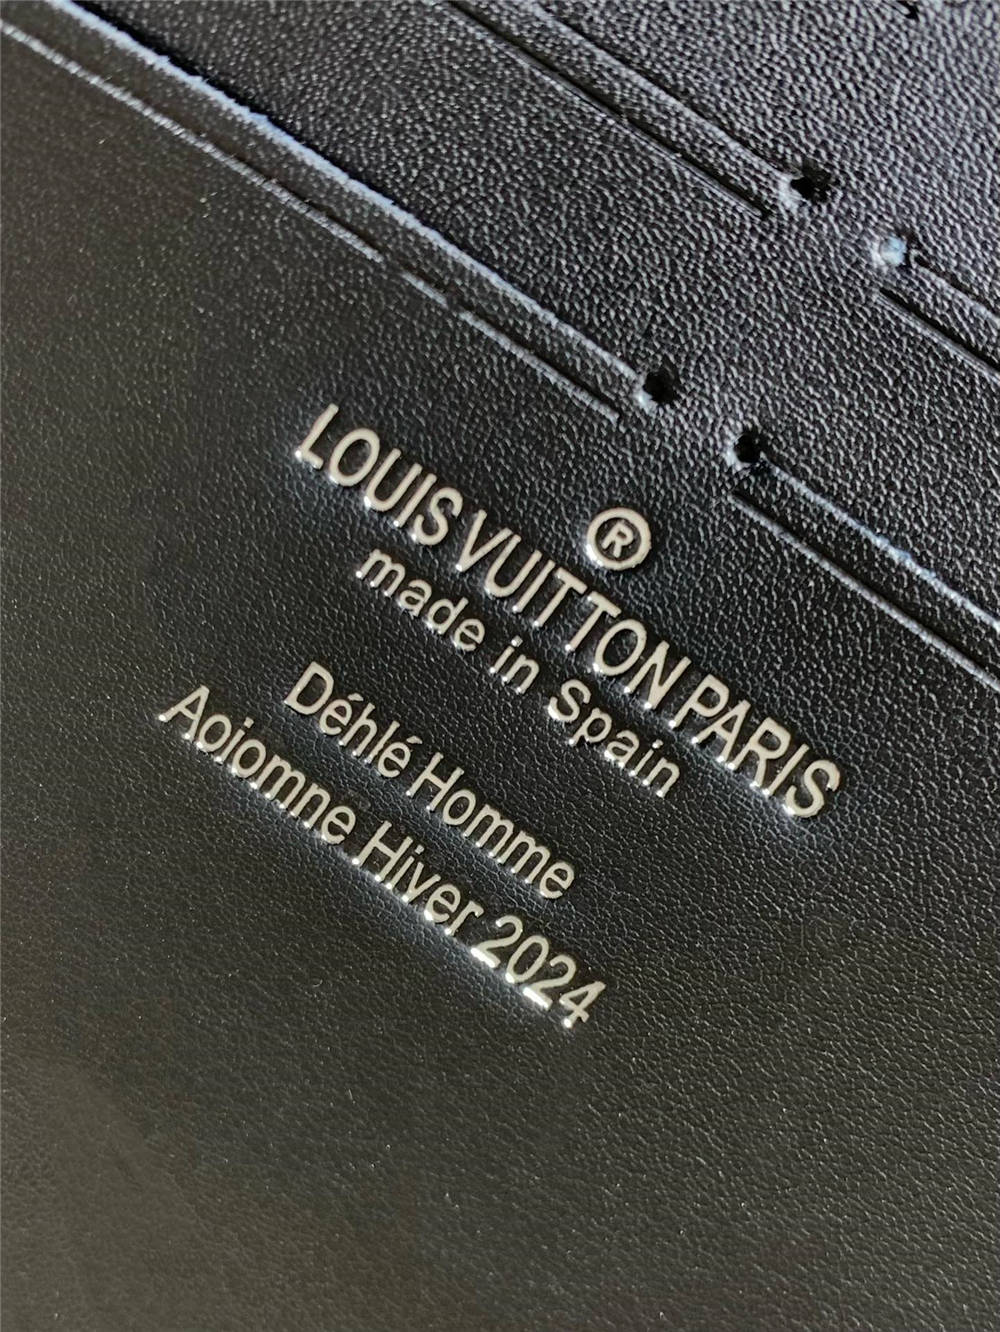 ®
LOUIS VUITTON PARIS
made in Spain
Déhlé Homme
Aoiomne Hiver 2024